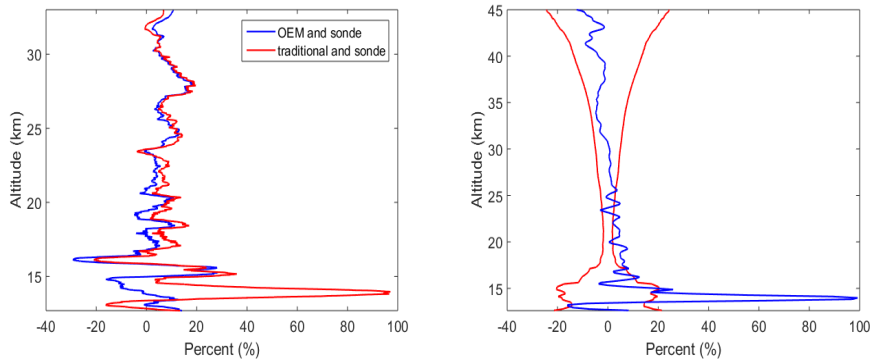 OEM and sonde
traditional and sonde
Altitude (km)
30
25
20
15
-40 -20 0 20 40 60 80 100
Percent (%)
Altitude (km)
45
40
35
30
25
20
15
-40 -20 0 20 40 60 80 100
Percent (%)